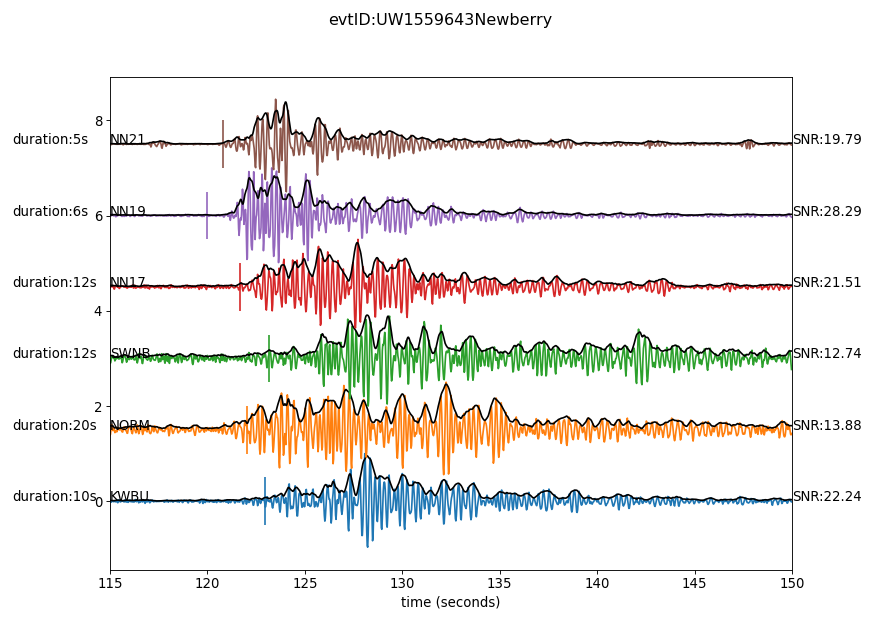 evtID:UW1559643Newberry
8
duration:5s NN21 SNR:19.79
duration:6s NN19 SNR:28.29
6
duration:12s NN17 SNR:21.51
4
duration:12s SWNB SNR:12.74
2
duration:20s NORM SNR:13.88
duration:10s KWBU SNR:22.24
0
115 120 125 130 135 140 145 150
time (seconds)